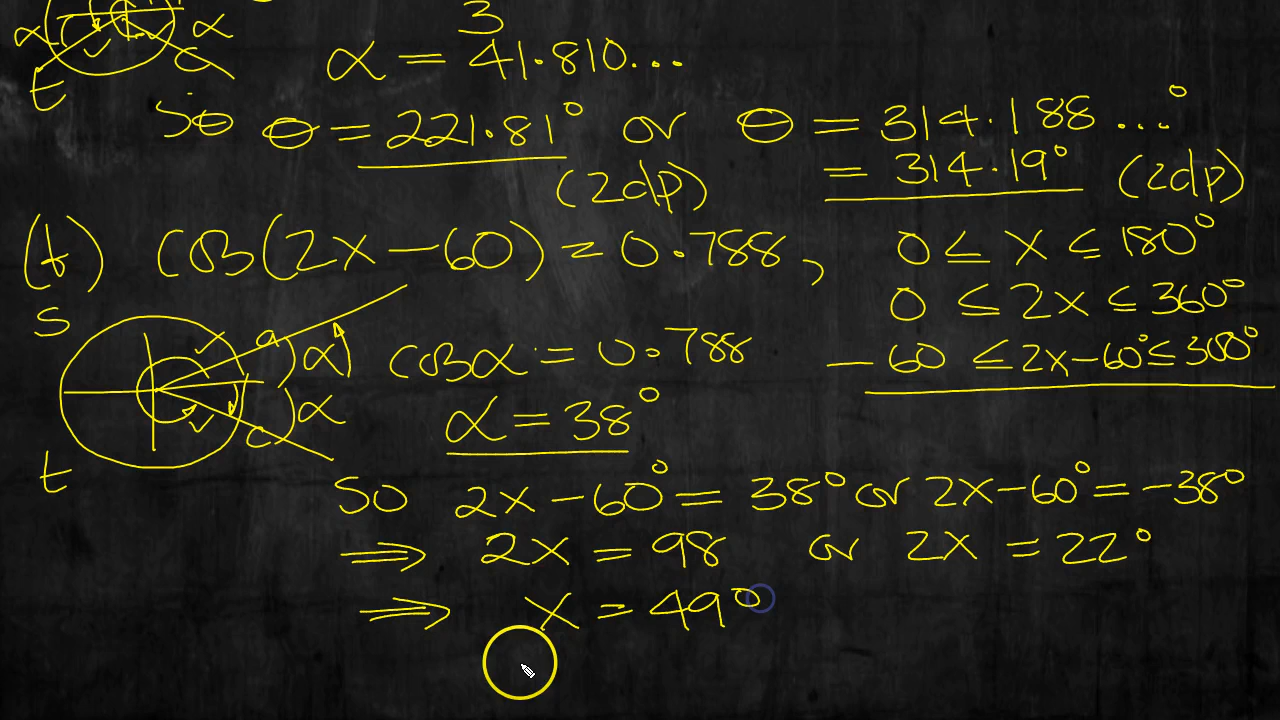 α α
t c
3
α = 41.810...
So θ = 221.81° or θ = 314.188...°
(2dp) = 314.19° (2dp)
(f) cos(2x - 60) = 0.788, 0 ≤ x ≤ 180°
0 ≤ 2x ≤ 360°
- 60 ≤ 2x - 60° ≤ 300°
s a α cosα = 0.788
t c α α = 38°
So 2x - 60° = 38° or 2x - 60° = -38°
⇒ 2x = 98 or 2x = 22°
⇒ x = 49°